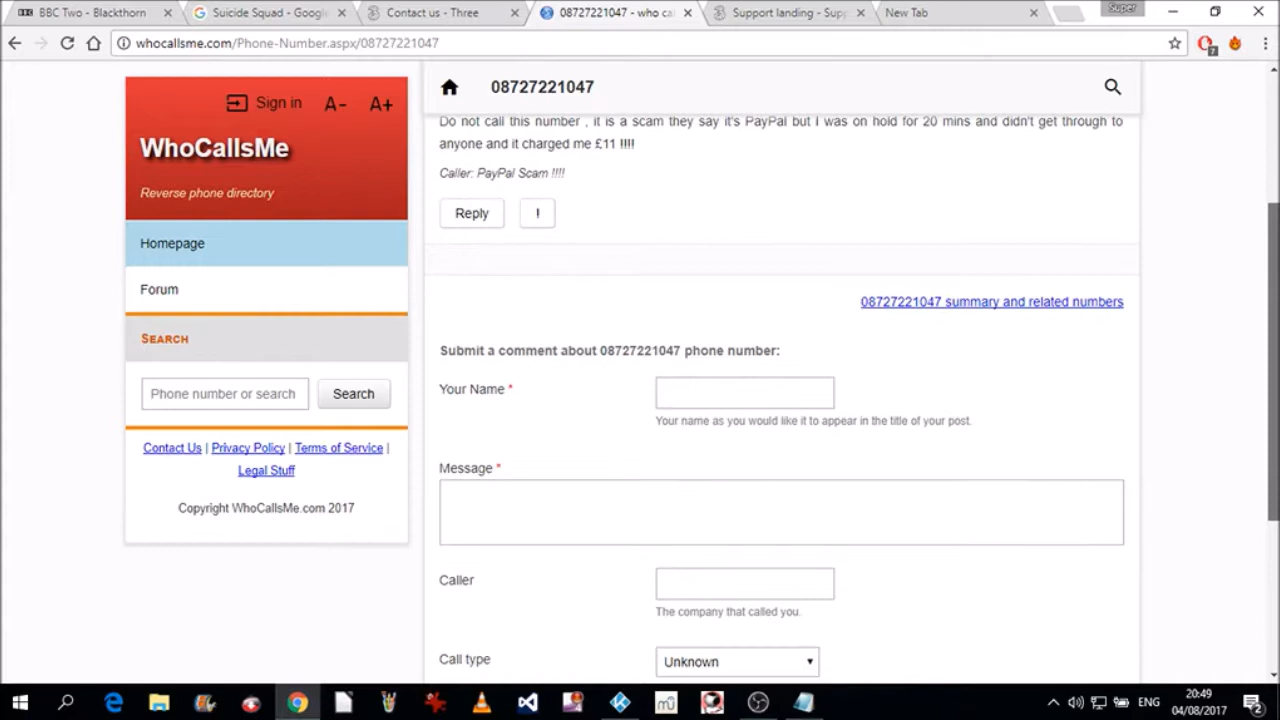 BBC Two - Blackthorn
Suicide Squad - Google
Contact us - Three
08727221047 - who cal
Support landing - Supp
New Tab
Super
whocallsme.com/Phone-Number.aspx/08727221047
7
Sign in A- A+
WhoCallsMe
Reverse phone directory
Homepage
Forum
SEARCH
Phone number or search
Search
Contact Us | Privacy Policy | Terms of Service |
Legal Stuff
Copyright WhoCallsMe.com 2017
08727221047
Do not call this number , it is a scam they say it's PayPal but I was on hold for 20 mins and didn't get through to
anyone and it charged me £11 !!!!
Caller: PayPal Scam !!!!
Reply !
08727221047 summary and related numbers
Submit a comment about 08727221047 phone number:
Your Name *
Your name as you would like it to appear in the title of your post.
Message *
Caller
The company that called you.
Call type Unknown
ENG
20:49
04/08/2017
2